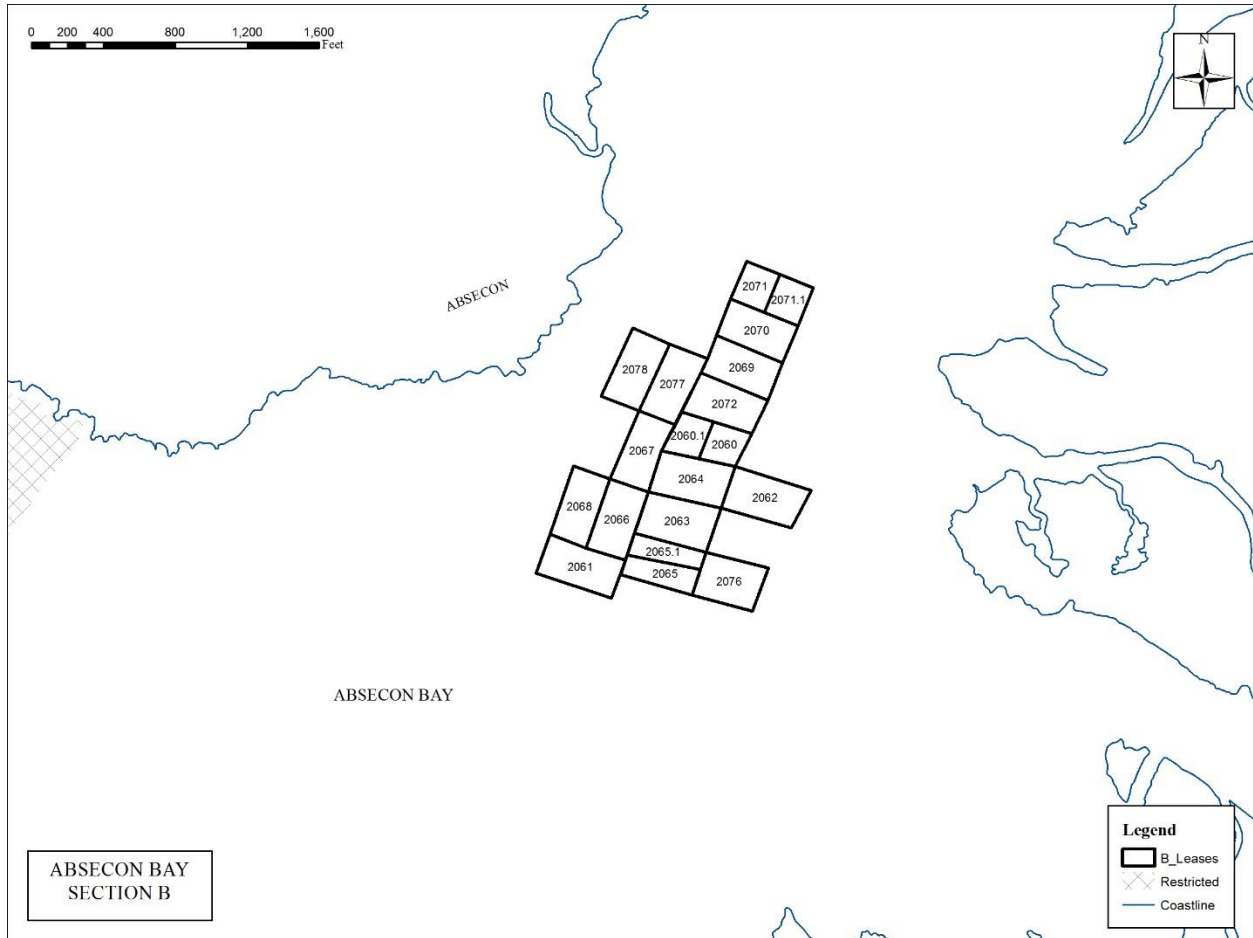 0 200 400 800 1,200 1,600
Feet
N
ABSECON
2071
2071.1
2070
2069
2078
2077
2072
2060.1
2060
2067
2064
2062
2068
2066
2063
2065.1
2061
2065
2076
ABSECON BAY
Legend
B_Leases
Restricted
Coastline
ABSECON BAY
SECTION B